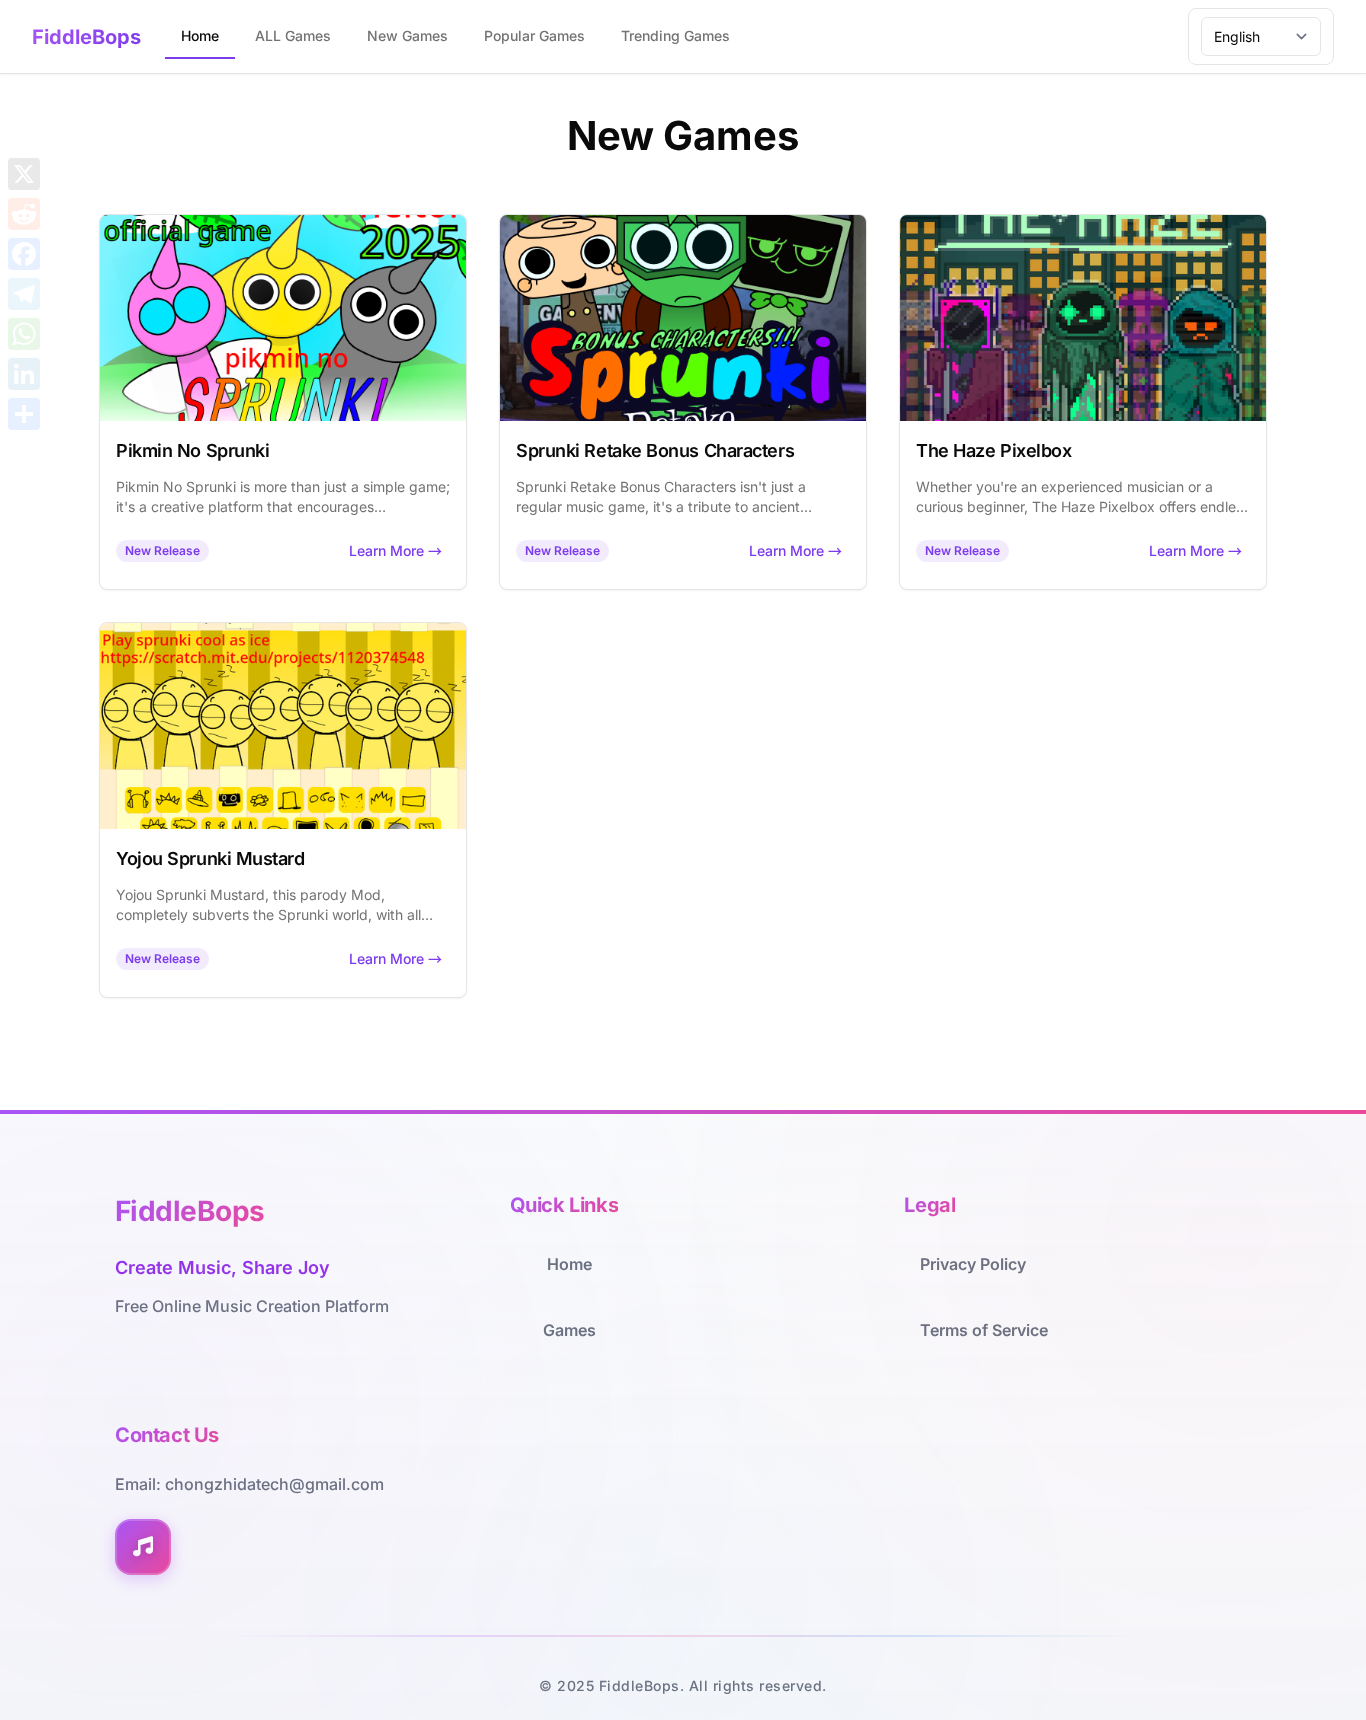 FiddleBops
Home
ALL Games
New Games
Popular Games
Trending Games
English
New Games
official game
2025
pikmin no
SPRUNKI
Pikmin No Sprunki
Pikmin No Sprunki is more than just a simple game;
it's a creative platform that encourages...
New Release
Learn More →
BONUS CHARACTERS!!!
Sprunki
Retake
Sprunki Retake Bonus Characters
Sprunki Retake Bonus Characters isn't just a
regular music game, it's a tribute to ancient...
New Release
Learn More →
THE HAZE
The Haze Pixelbox
Whether you're an experienced musician or a
curious beginner, The Haze Pixelbox offers endle...
New Release
Learn More →
Play sprunki cool as ice
https://scratch.mit.edu/projects/1120374548
Yojou Sprunki Mustard
Yojou Sprunki Mustard, this parody Mod,
completely subverts the Sprunki world, with all...
New Release
Learn More →
FiddleBops
Create Music, Share Joy
Free Online Music Creation Platform
Quick Links
Home
Games
Legal
Privacy Policy
Terms of Service
Contact Us
Email: chongzhidatech@gmail.com
© 2025 FiddleBops. All rights reserved.